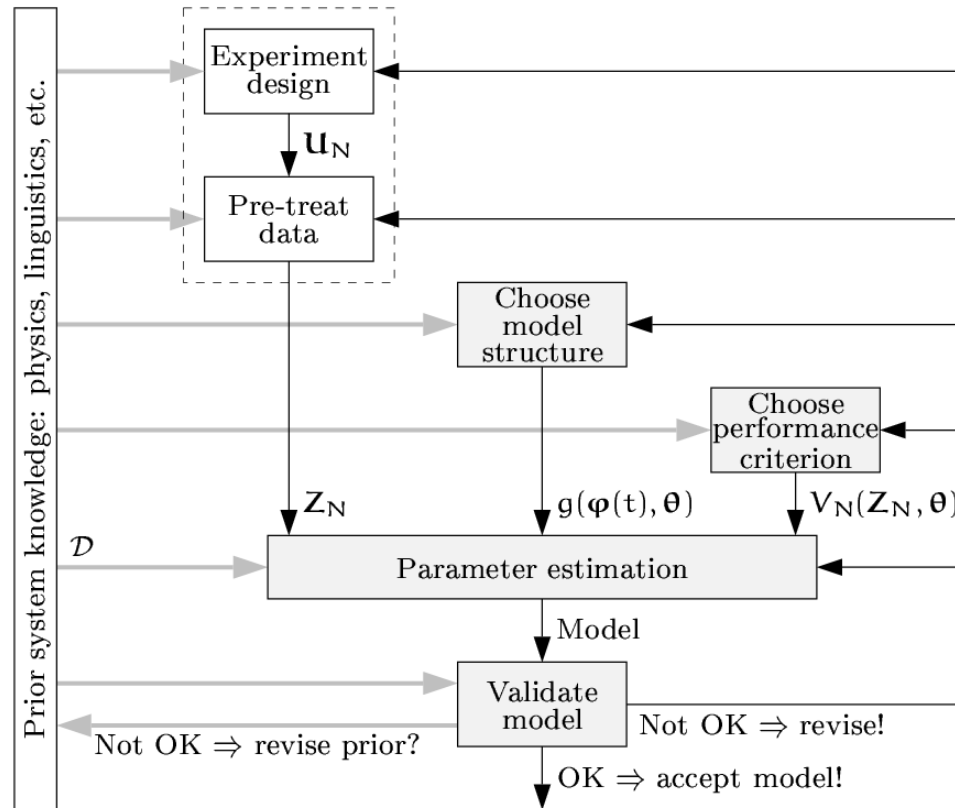 Prior system knowledge: physics, linguistics, etc.
Experiment
design
u_N
Pre-treat
data
Choose
model
structure
Choose
performance
criterion
Z_N
g(φ(t), θ)
V_N(Z_N, θ)
𝒟
Parameter estimation
Model
Validate
model
Not OK ⇒ revise!
Not OK ⇒ revise prior?
OK ⇒ accept model!